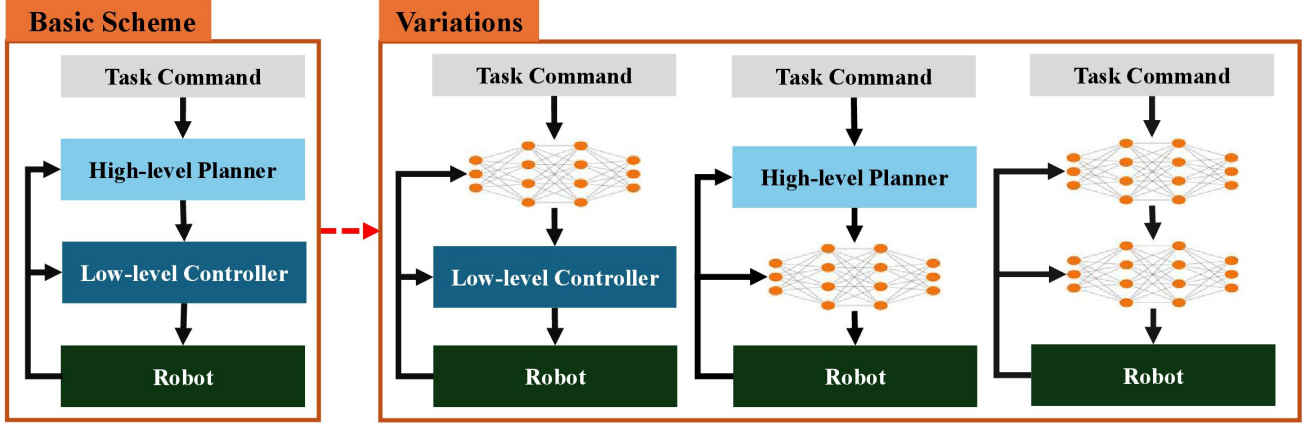 Basic Scheme
Task Command
High-level Planner
Low-level Controller
Robot
Variations
Task Command
Low-level Controller
Robot
Task Command
High-level Planner
Robot
Task Command
Robot